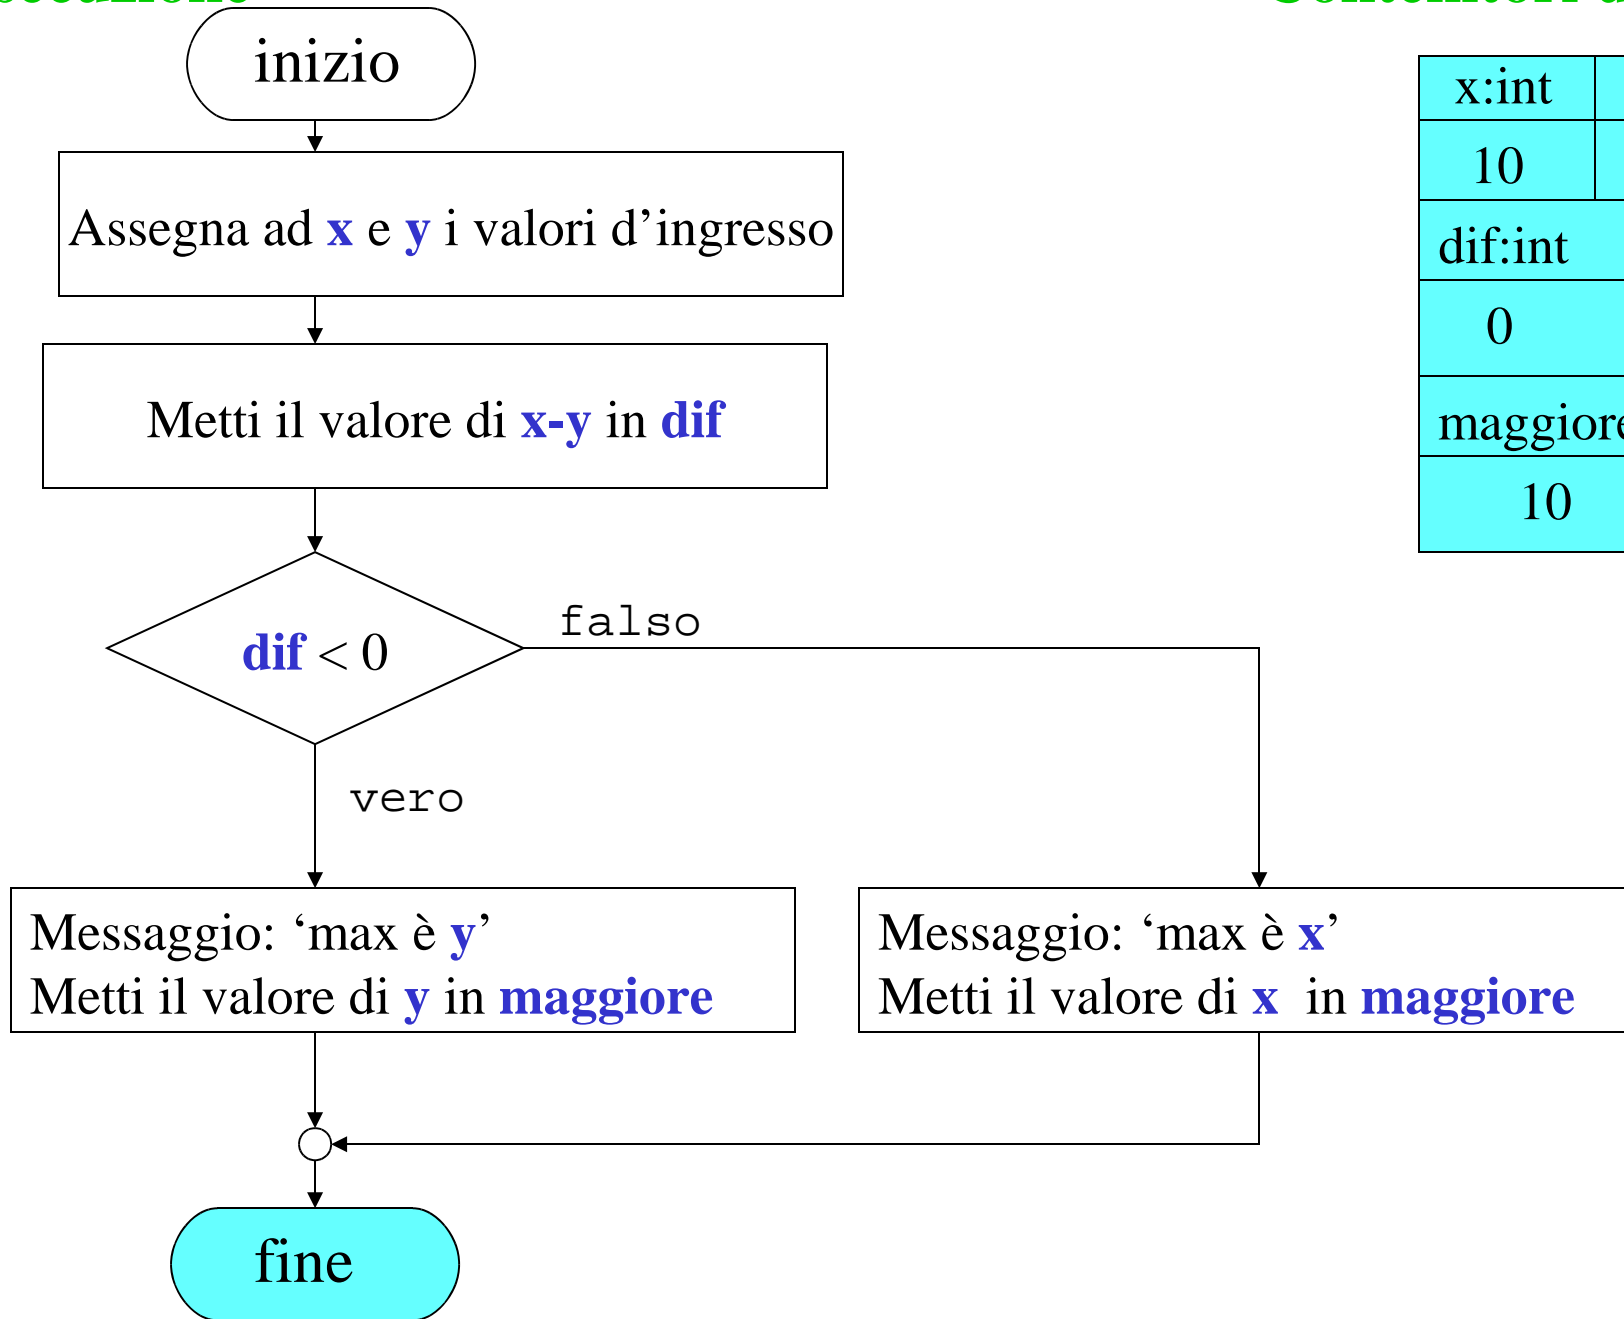 inizio
Assegna ad x e y i valori d’ingresso
Metti il valore di x-y in dif
dif < 0
falso
vero
Messaggio: ‘max è y’
Metti il valore di y in maggiore
Messaggio: ‘max è x’
Metti il valore di x in maggiore
fine
x:int
10
dif:int
0
maggiore
10